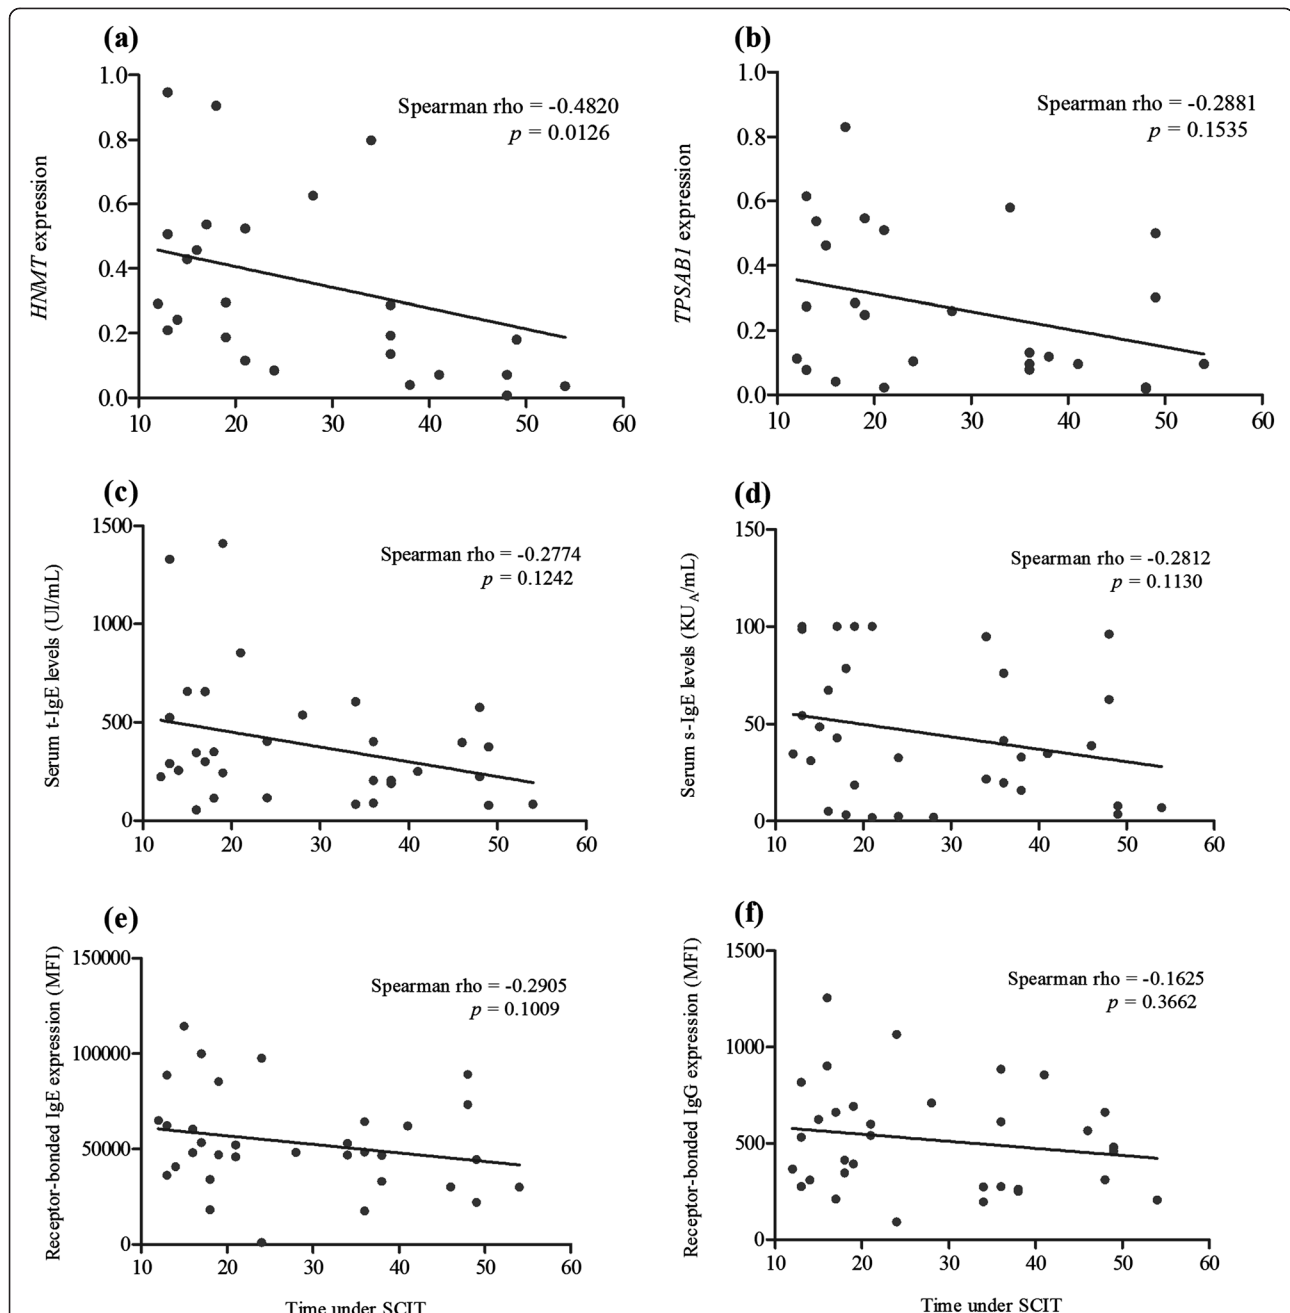 (a)
HNMT expression
1.0
0.8
0.6
0.4
0.2
0.0
Spearman rho = -0.4820
p = 0.0126
10 20 30 40 50 60
(b)
TPSAB1 expression
1.0
0.8
0.6
0.4
0.2
0.0
Spearman rho = -0.2881
p = 0.1535
10 20 30 40 50 60
(c)
Serum t-IgE levels (UI/mL)
1500
1000
500
0
Spearman rho = -0.2774
p = 0.1242
10 20 30 40 50 60
(d)
Serum s-IgE levels (KUA/mL)
150
100
50
0
Spearman rho = -0.2812
p = 0.1130
10 20 30 40 50 60
(e)
Receptor-bonded IgE expression (MFI)
150000
100000
50000
0
Spearman rho = -0.2905
p = 0.1009
10 20 30 40 50 60
Time under SCIT
(f)
Receptor-bonded IgG expression (MFI)
1500
1000
500
0
Spearman rho = -0.1625
p = 0.3662
10 20 30 40 50 60
Time under SCIT